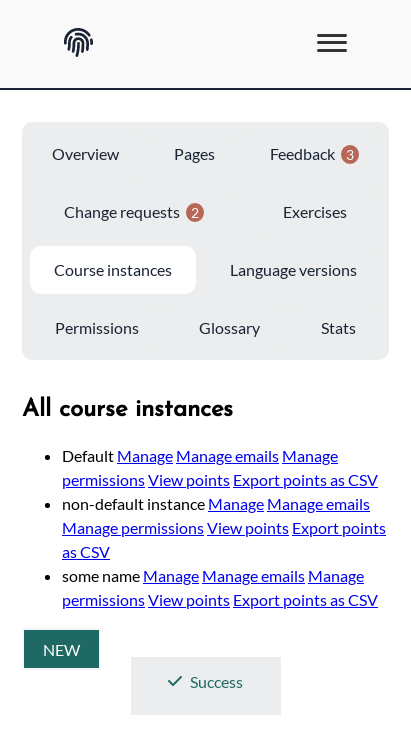 Overview Pages Feedback 3
Change requests 2 Exercises
Course instances Language versions
Permissions Glossary Stats
All course instances
Default Manage Manage emails Manage
permissions View points Export points as CSV
non-default instance Manage Manage emails
Manage permissions View points Export points
as CSV
some name Manage Manage emails Manage
permissions View points Export points as CSV
NEW
Success